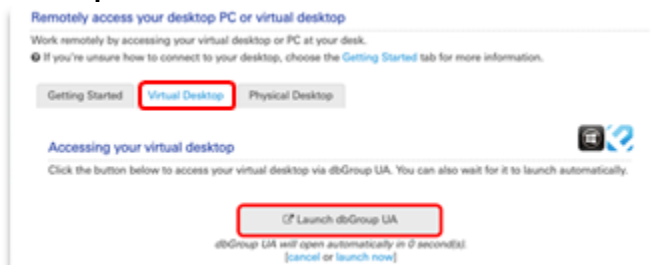 Remotely access your desktop PC or virtual desktop
Work remotely by accessing your virtual desktop or PC at your desk.
If you're unsure how to connect to your desktop, choose the Getting Started tab for more information.
Getting Started Virtual Desktop Physical Desktop
Accessing your virtual desktop
Click the button below to access your virtual desktop via dbGroup UA. You can also wait for it to launch automatically.
Launch dbGroup UA
dbGroup UA will open automatically in 0 second(s).
[cancel or launch now]